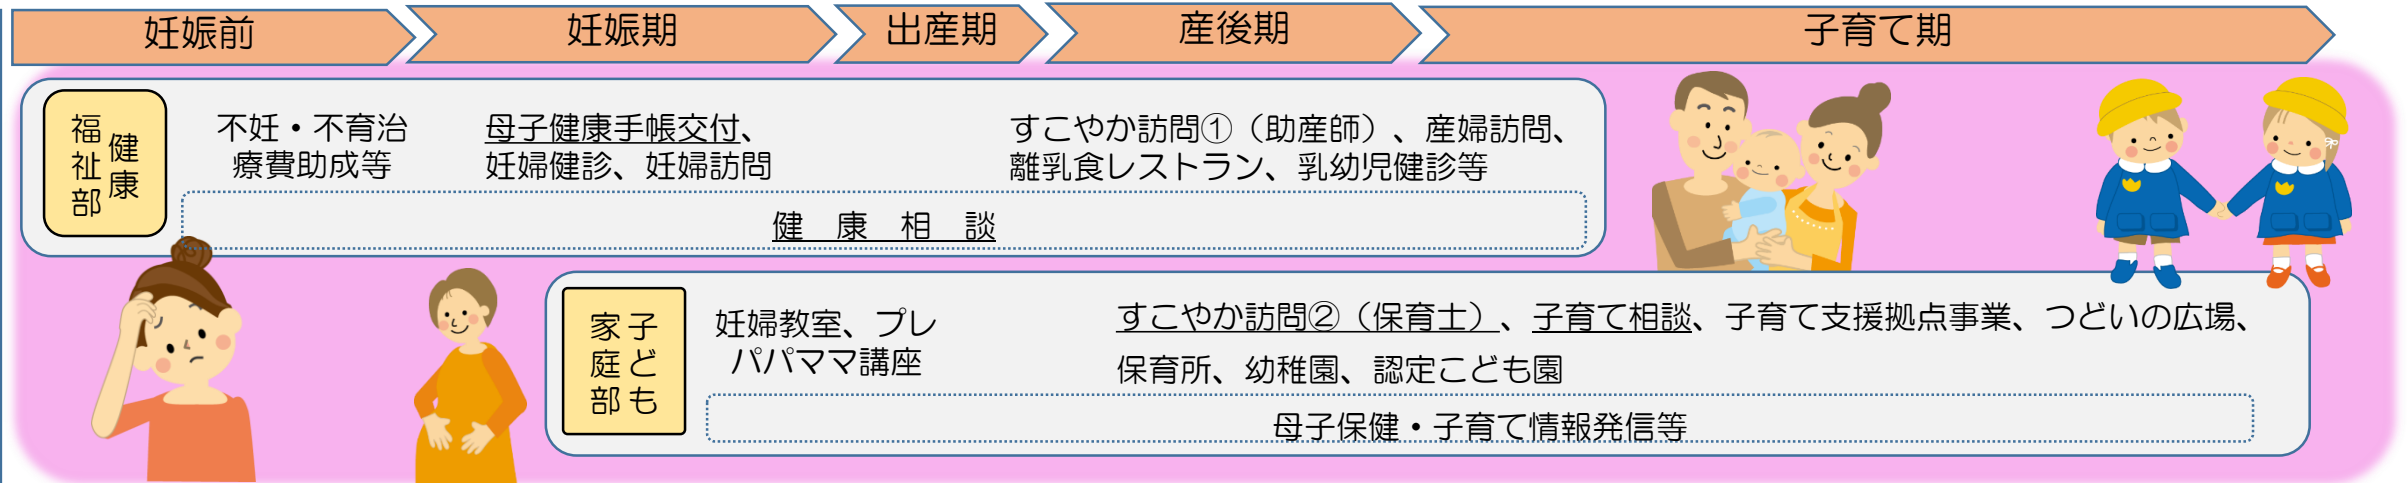 妊娠前
妊娠期
出産期
産後期
子育て期
健康
福祉部
不妊・不育治
療費助成等
母子健康手帳交付、
妊婦健診、妊婦訪問
すこやか訪問①（助産師）、産婦訪問、
離乳食レストラン、乳幼児健診等
健　康　相　談
子ども
家庭部
妊婦教室、プレ
パパママ講座
すこやか訪問②（保育士）、子育て相談、子育て支援拠点事業、つどいの広場、
保育所、幼稚園、認定こども園
母子保健・子育て情報発信等